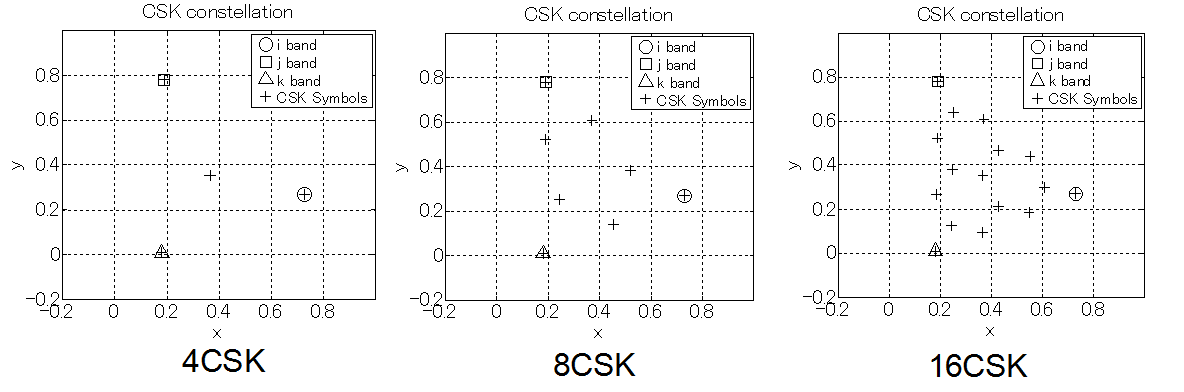 CSK constellation
i band
j band
k band
CSK Symbols
0.8
0.6
0.4
0.2
0
−0.2
−0.2 0 0.2 0.4 0.6 0.8
y
x
4CSK
CSK constellation
i band
j band
k band
CSK Symbols
0.8
0.6
0.4
0.2
0
−0.2
−0.2 0 0.2 0.4 0.6 0.8
y
x
8CSK
CSK constellation
i band
j band
k band
CSK Symbols
0.8
0.6
0.4
0.2
0
−0.2
−0.2 0 0.2 0.4 0.6 0.8
y
x
16CSK